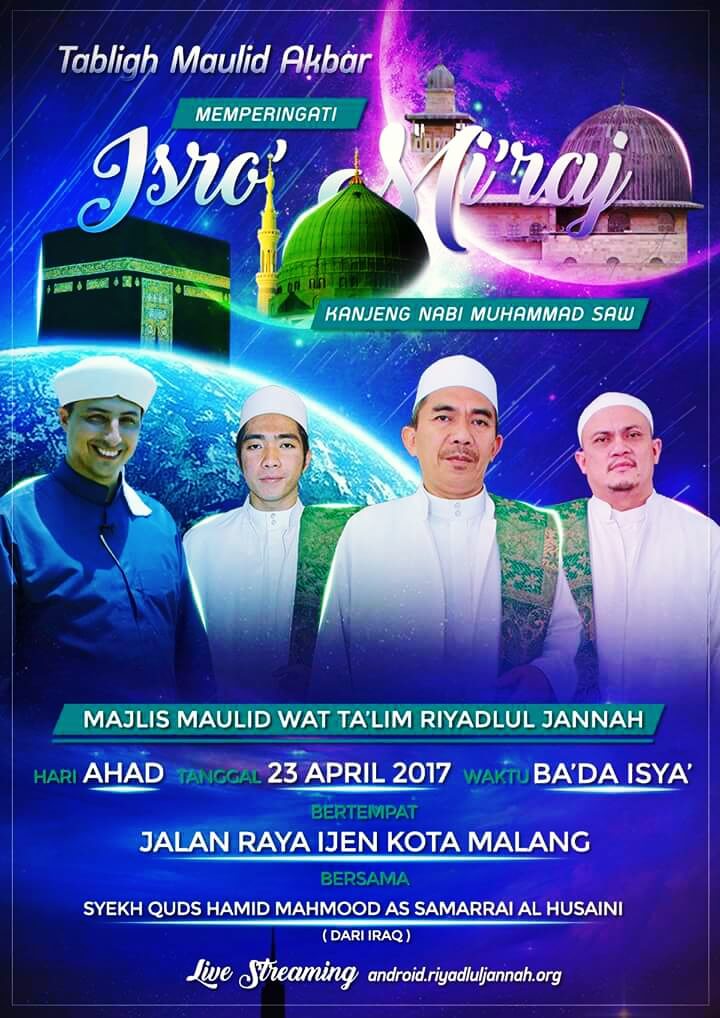 Tabligh Maulid Akbar
MEMPERINGATI
Isro' Mi'raj
KANJENG NABI MUHAMMAD SAW
MAJLIS MAULID WAT TA'LIM RIYADLUL JANNAH
HARI AHAD TANGGAL 23 APRIL 2017 WAKTU BA'DA ISYA'
BERTEMPAT
JALAN RAYA IJEN KOTA MALANG
BERSAMA
SYEKH QUDS HAMID MAHMOOD AS SAMARRAI AL HUSAINI
( DARI IRAQ )
Live Streaming android.riyadluljannah.org